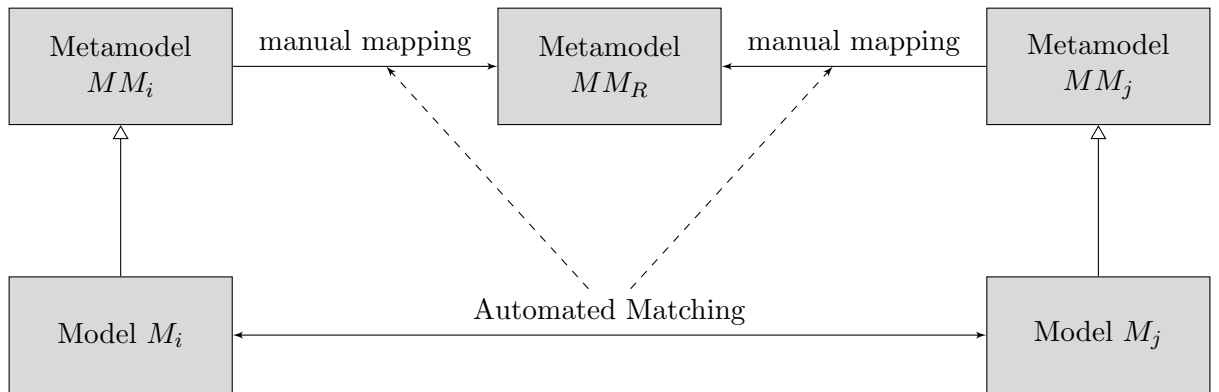 Metamodel
MM_i
manual mapping
Metamodel
MM_R
manual mapping
Metamodel
MM_j
Model M_i
Automated Matching
Model M_j